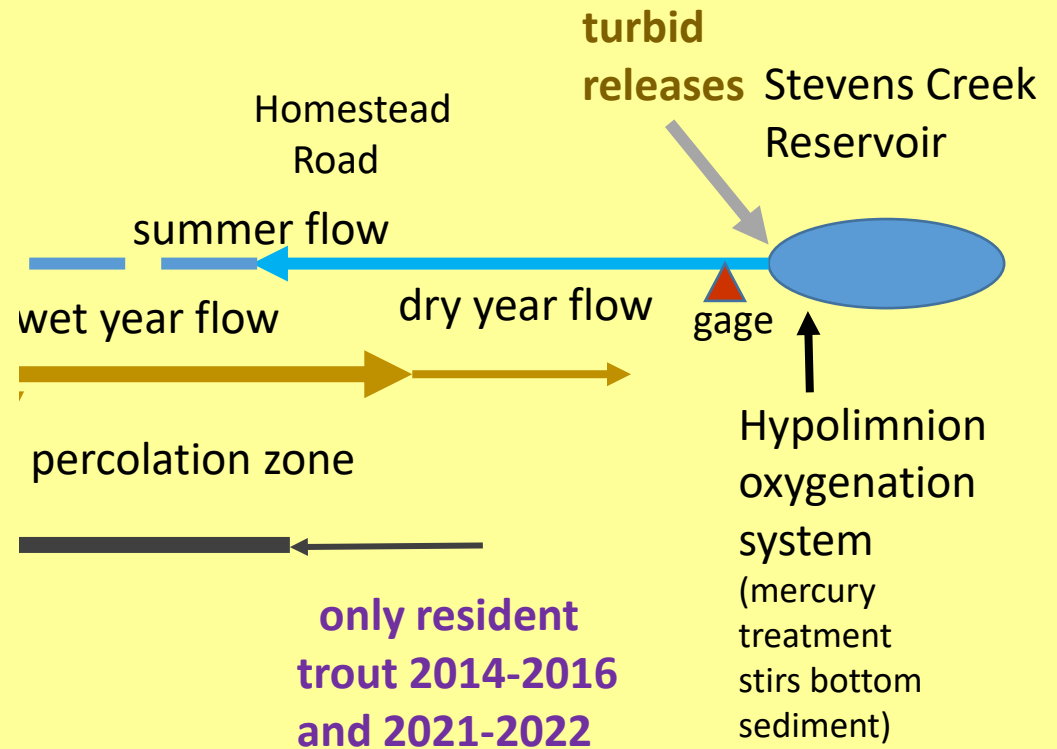 turbid
releases
Stevens Creek
Reservoir
Homestead
Road
summer flow
wet year flow
dry year flow
gage
percolation zone
Hypolimnion
oxygenation
system
(mercury
treatment
stirs bottom
sediment)
only resident
trout 2014-2016
and 2021-2022